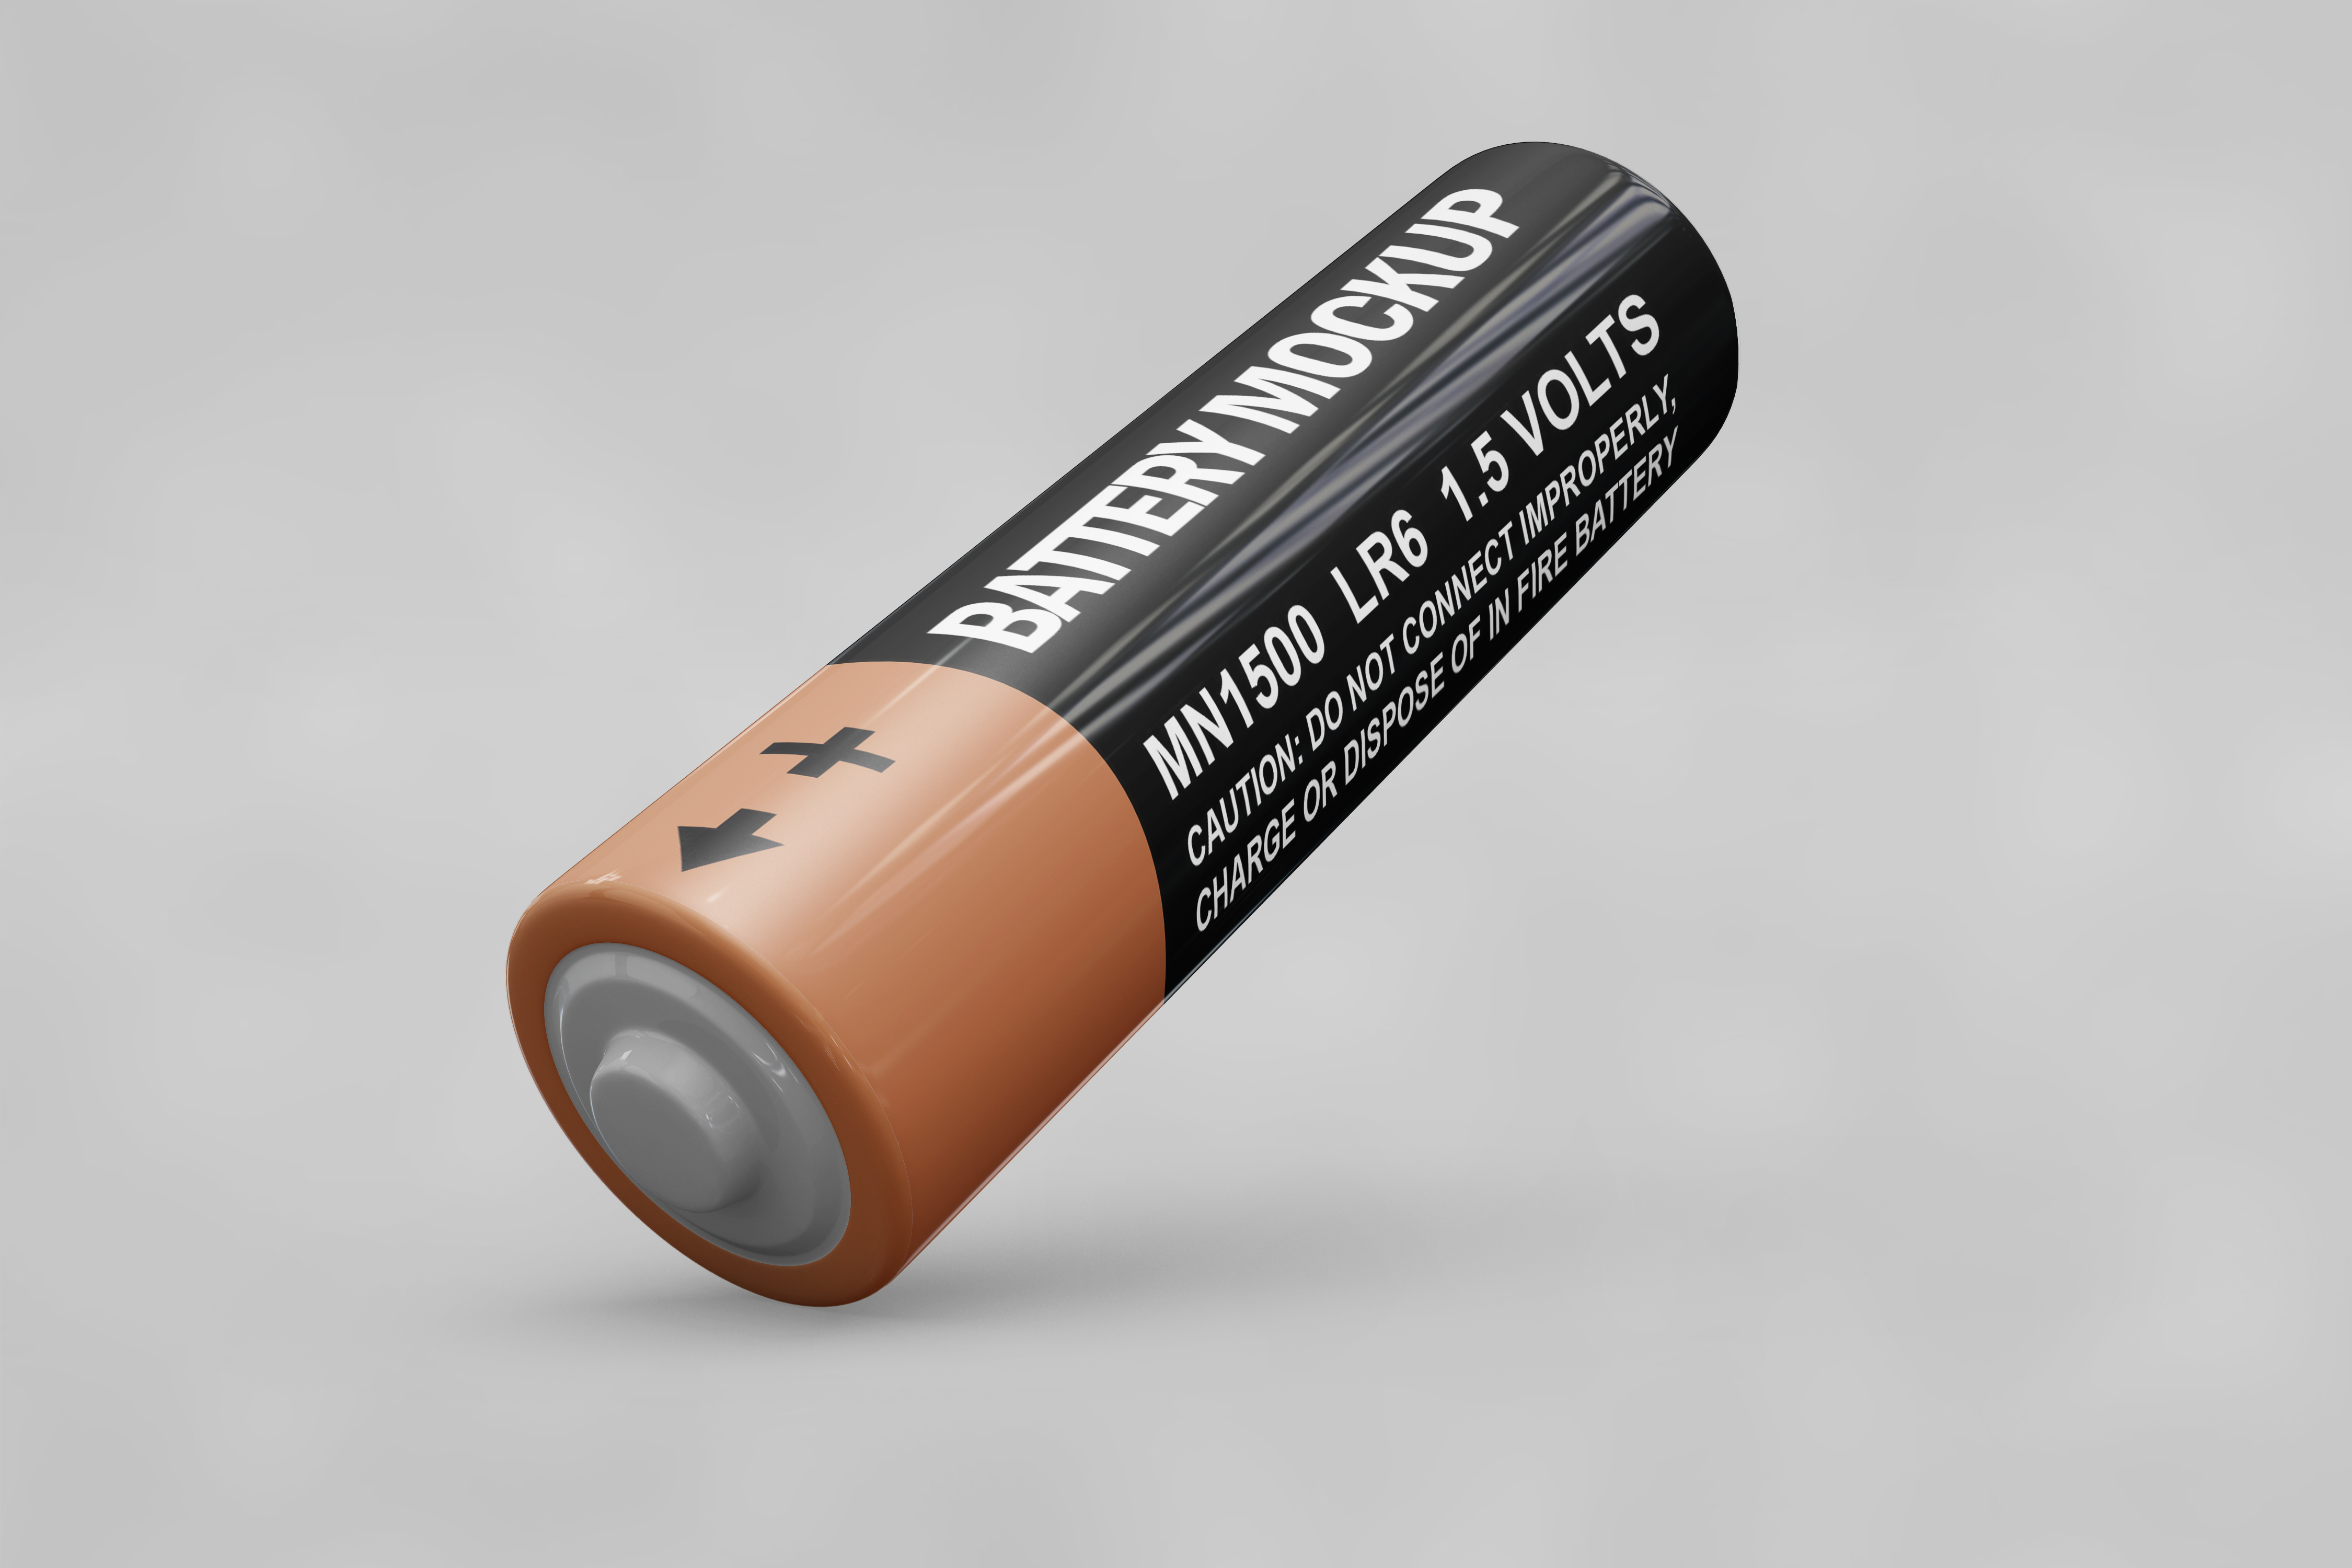 BATTERY MOCKUP
+
MN1500 LR6 1.5 VOLTS
CAUTION: DO NOT CONNECT IMPROPERLY,
CHARGE OR DISPOSE OF IN FIRE BATTERY